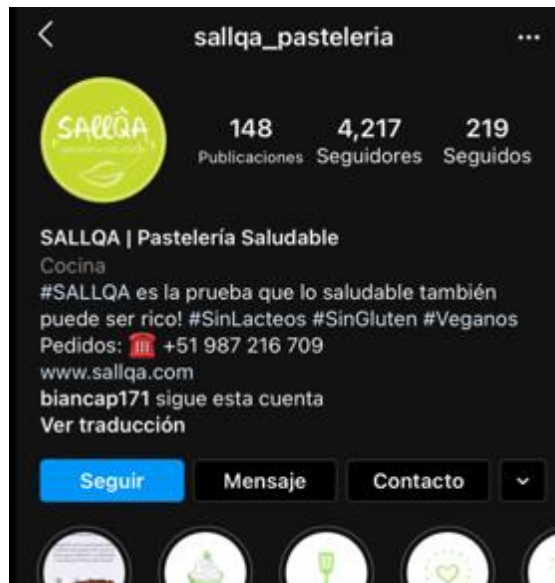 sallqa_pasteleria
SALLQA
148
4,217
219
Publicaciones
Seguidores
Seguidos
SALLQA | Pastelería Saludable
Cocina
#SALLQA es la prueba que lo saludable también
puede ser rico! #SinLacteos #SinGluten #Veganos
Pedidos: ☎️ +51 987 216 709
www.sallqa.com
biancap171 sigue esta cuenta
Ver traducción
Seguir
Mensaje
Contacto